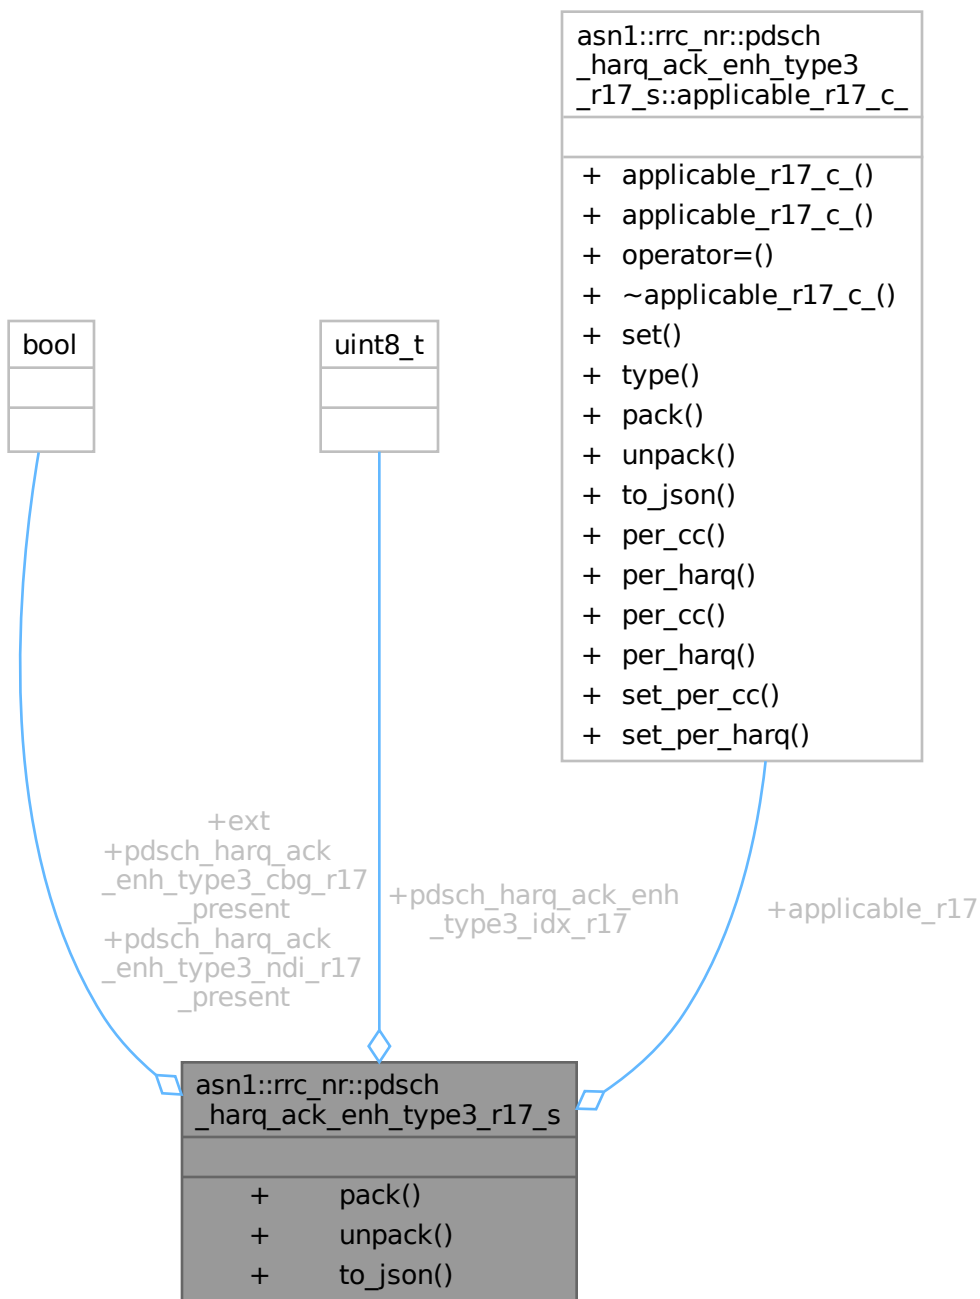 asn1::rrc_nr::pdsch
_harq_ack_enh_type3
_r17_s::applicable_r17_c_
+ applicable_r17_c_()
+ applicable_r17_c_()
+ operator=()
+ ~applicable_r17_c_()
+ set()
+ type()
+ pack()
+ unpack()
+ to_json()
+ per_cc()
+ per_harq()
+ per_cc()
+ per_harq()
+ set_per_cc()
+ set_per_harq()
bool
uint8_t
+ext
+pdsch_harq_ack
_enh_type3_cbg_r17
_present
+pdsch_harq_ack
_enh_type3_ndi_r17
_present
+pdsch_harq_ack_enh
_type3_idx_r17
+applicable_r17
asn1::rrc_nr::pdsch
_harq_ack_enh_type3_r17_s
+ pack()
+ unpack()
+ to_json()